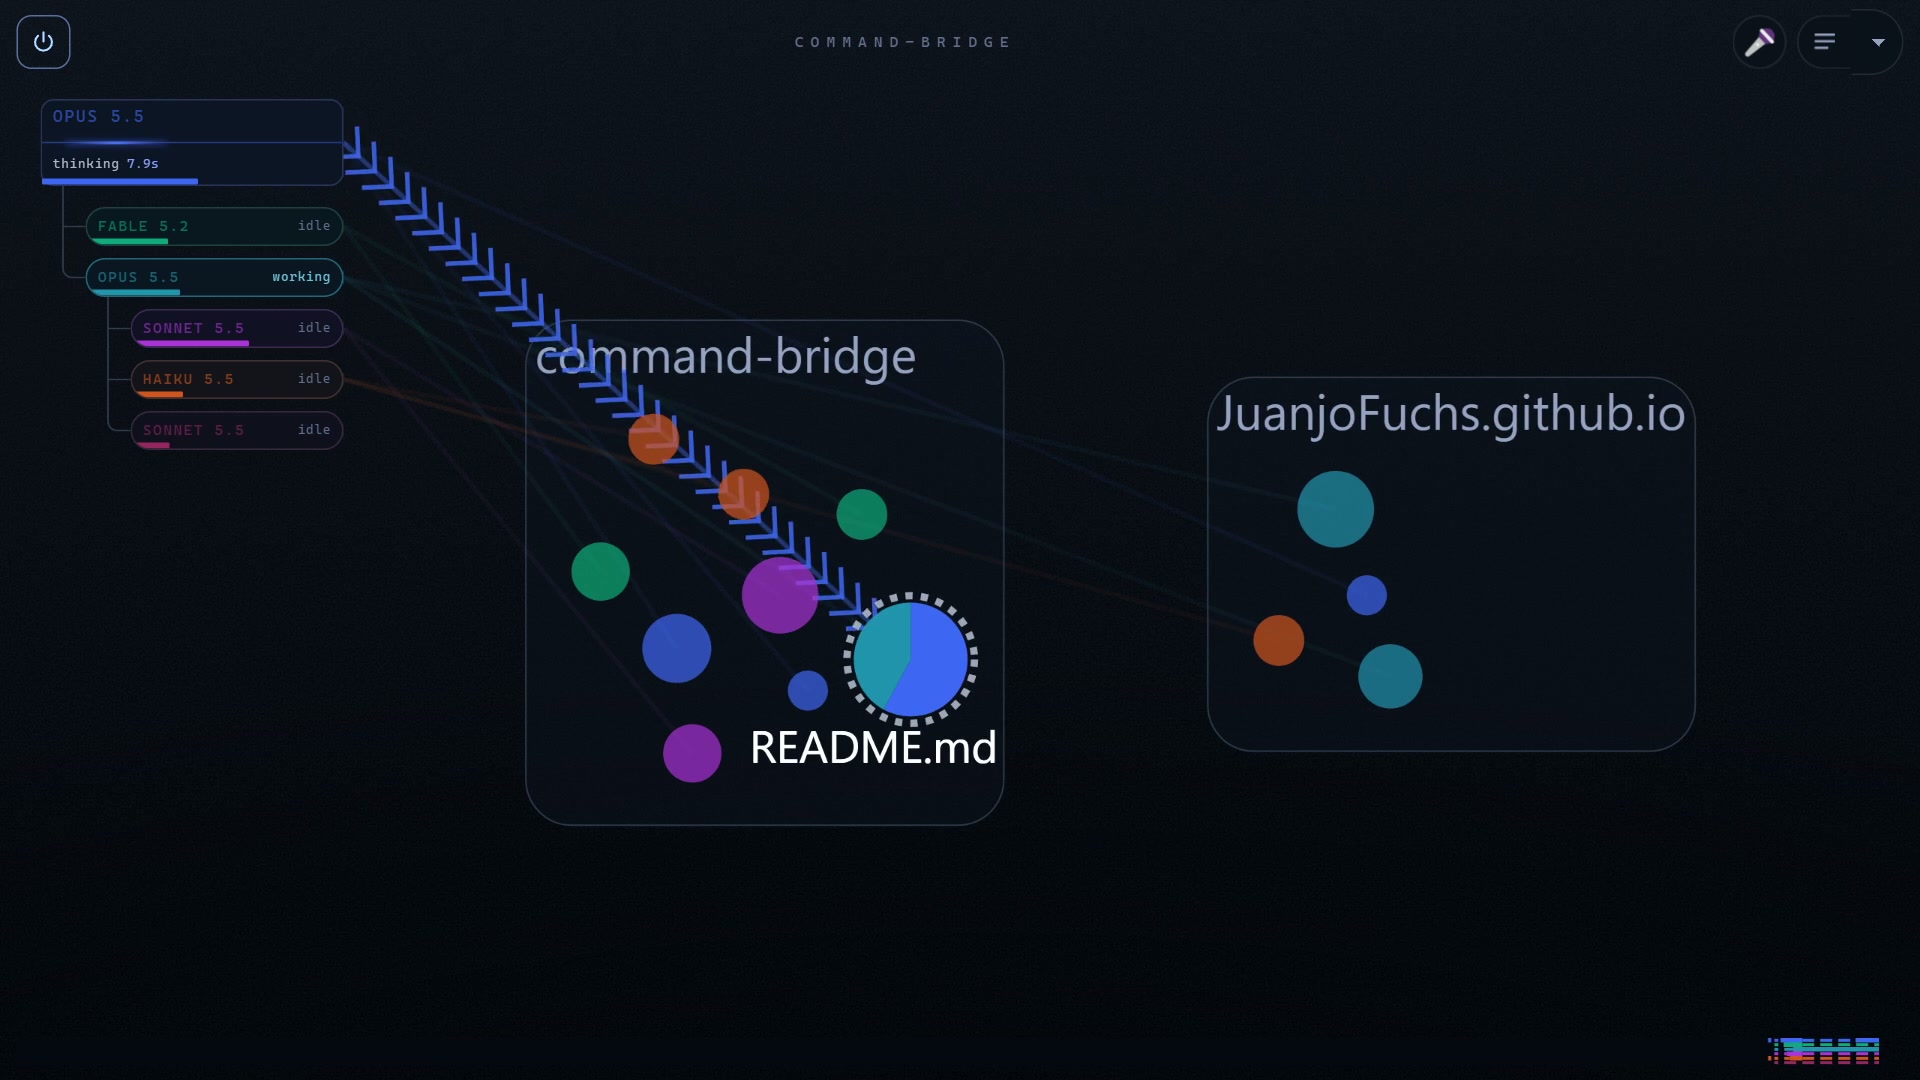 COMMAND-BRIDGE
OPUS 5.5
thinking 7.9s
FABLE 5.2 idle
OPUS 5.5 working
SONNET 5.5 idle
HAIKU 5.5 idle
SONNET 5.5 idle
command-bridge
README.md
JuanjoFuchs.github.io